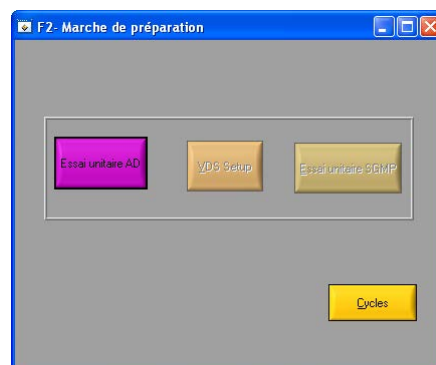 F2- Marche de préparation
Essai unitaire AD
VDS Setup
Essai unitaire SGMP
Cycles